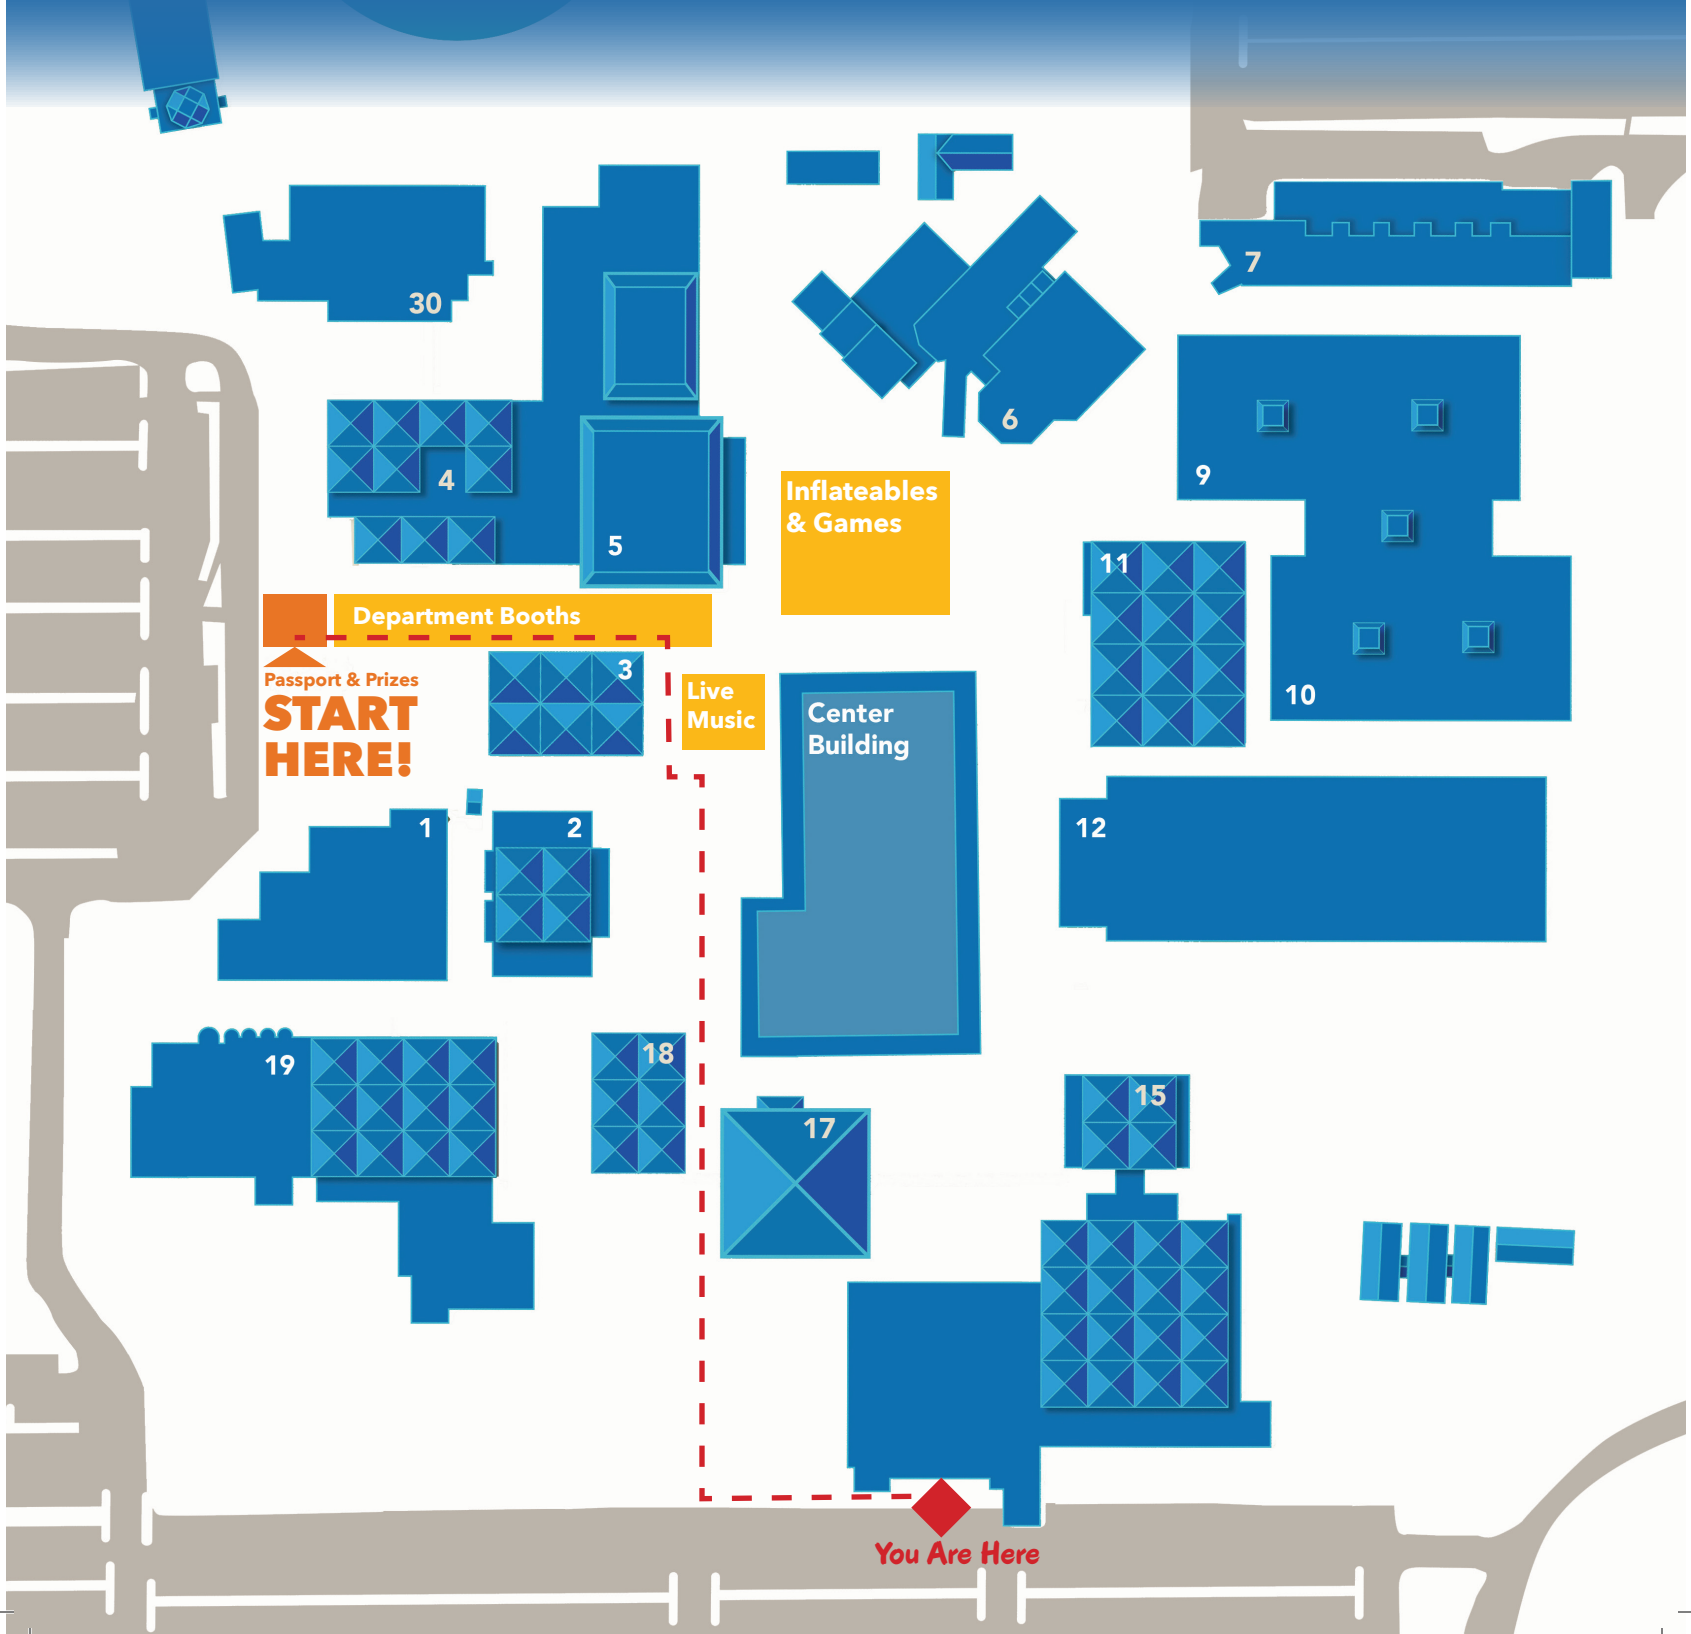 30
7
6
4
9
Inflateables
& Games
5
11
Department Booths
3
Passport & Prizes
START
HERE!
Live
Music
Center
Building
10
1
2
12
19
18
15
17
You Are Here